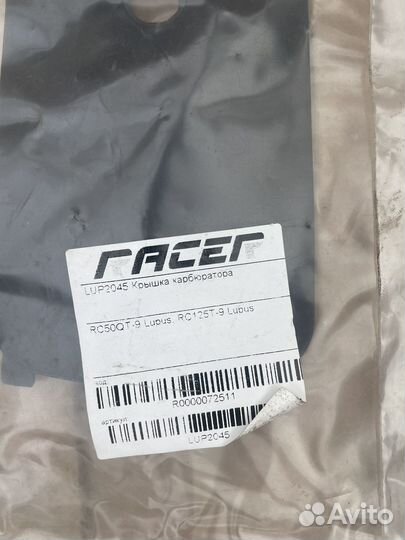 RACER
LUP2045 Крышка карбюратора
RC50QT-9 Lupus, RC125T-9 Lupus
код:
R0000072511
артикул:
LUP2045
Avito